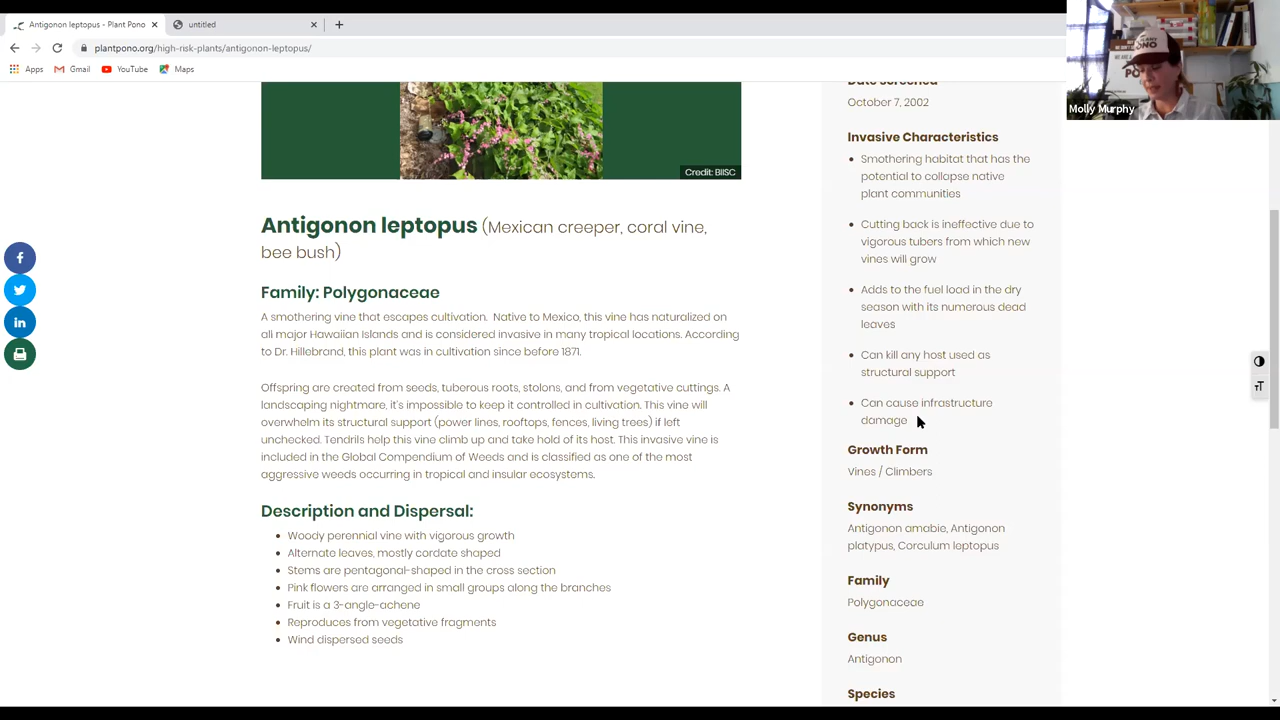 Antigonon leptopus - Plant Pono
untitled
plantpono.org/high-risk-plants/antigonon-leptopus/
Apps
Gmail
YouTube
Maps
Credit: BIISC
Antigonon leptopus (Mexican creeper, coral vine,
bee bush)
Family: Polygonaceae
A smothering vine that escapes cultivation. Native to Mexico, this vine has naturalized on
all major Hawaiian Islands and is considered invasive in many tropical locations. According
to Dr. Hillebrand, this plant was in cultivation since before 1871.
Offspring are created from seeds, tuberous roots, stolons, and from vegetative cuttings. A
landscaping nightmare, it's impossible to keep it controlled in cultivation. This vine will
overwhelm its structural support (power lines, rooftops, fences, living trees) if left
unchecked. Tendrils help this vine climb up and take hold of its host. This invasive vine is
included in the Global Compendium of Weeds and is classified as one of the most
aggressive weeds occurring in tropical and insular ecosystems.
Description and Dispersal:
Woody perennial vine with vigorous growth
Alternate leaves, mostly cordate shaped
Stems are pentagonal-shaped in the cross section
Pink flowers are arranged in small groups along the branches
Fruit is a 3-angle-achene
Reproduces from vegetative fragments
Wind dispersed seeds
Date Screened
October 7, 2002
Invasive Characteristics
Smothering habitat that has the
potential to collapse native
plant communities
Cutting back is ineffective due to
vigorous tubers from which new
vines will grow
Adds to the fuel load in the dry
season with its numerous dead
leaves
Can kill any host used as
structural support
Can cause infrastructure
damage
Growth Form
Vines / Climbers
Synonyms
Antigonon amabie, Antigonon
platypus, Corculum leptopus
Family
Polygonaceae
Genus
Antigonon
Species
Molly Murphy